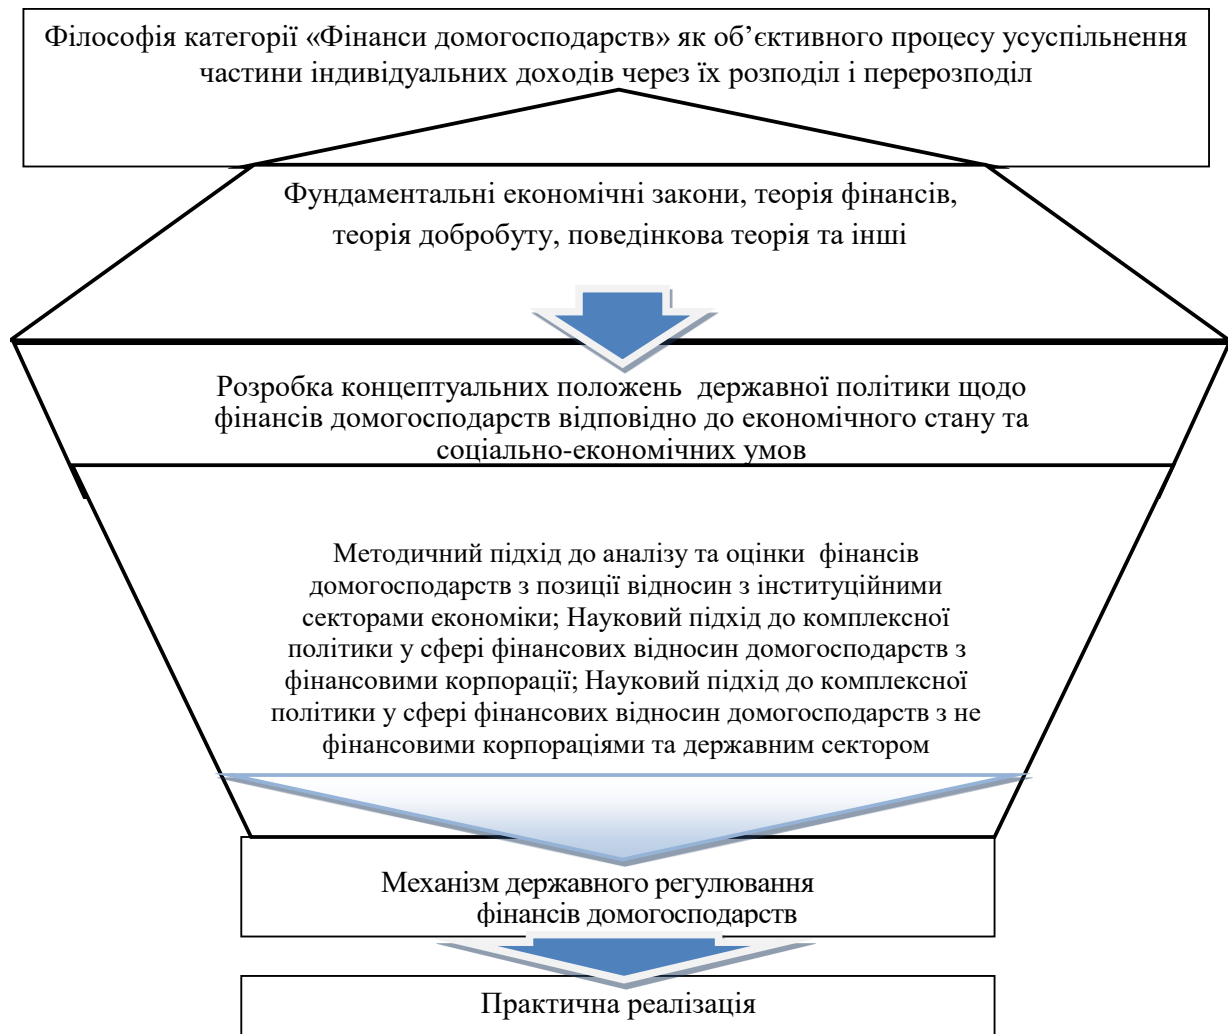 Філософія категорії «Фінанси домогосподарств» як об’єктивного процесу усуспільнення
частини індивідуальних доходів через їх розподіл і перерозподіл
Фундаментальні економічні закони, теорія фінансів,
теорія добробуту, поведінкова теорія та інші
Розробка концептуальних положень державної політики щодо
фінансів домогосподарств відповідно до економічного стану та
соціально-економічних умов
Методичний підхід до аналізу та оцінки фінансів
домогосподарств з позиції відносин з інституційними
секторами економіки; Науковий підхід до комплексної
політики у сфері фінансових відносин домогосподарств з
фінансовими корпорації; Науковий підхід до комплексної
політики у сфері фінансових відносин домогосподарств з не
фінансовими корпораціями та державним сектором
Механізм державного регулювання
фінансів домогосподарств
Практична реалізація